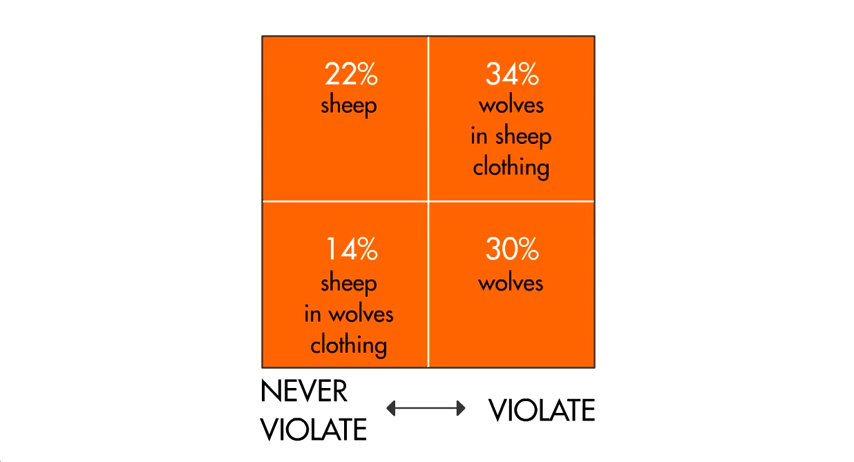 22%
sheep
34%
wolves
in sheep
clothing
14%
sheep
in wolves
clothing
30%
wolves
NEVER
VIOLATE
VIOLATE